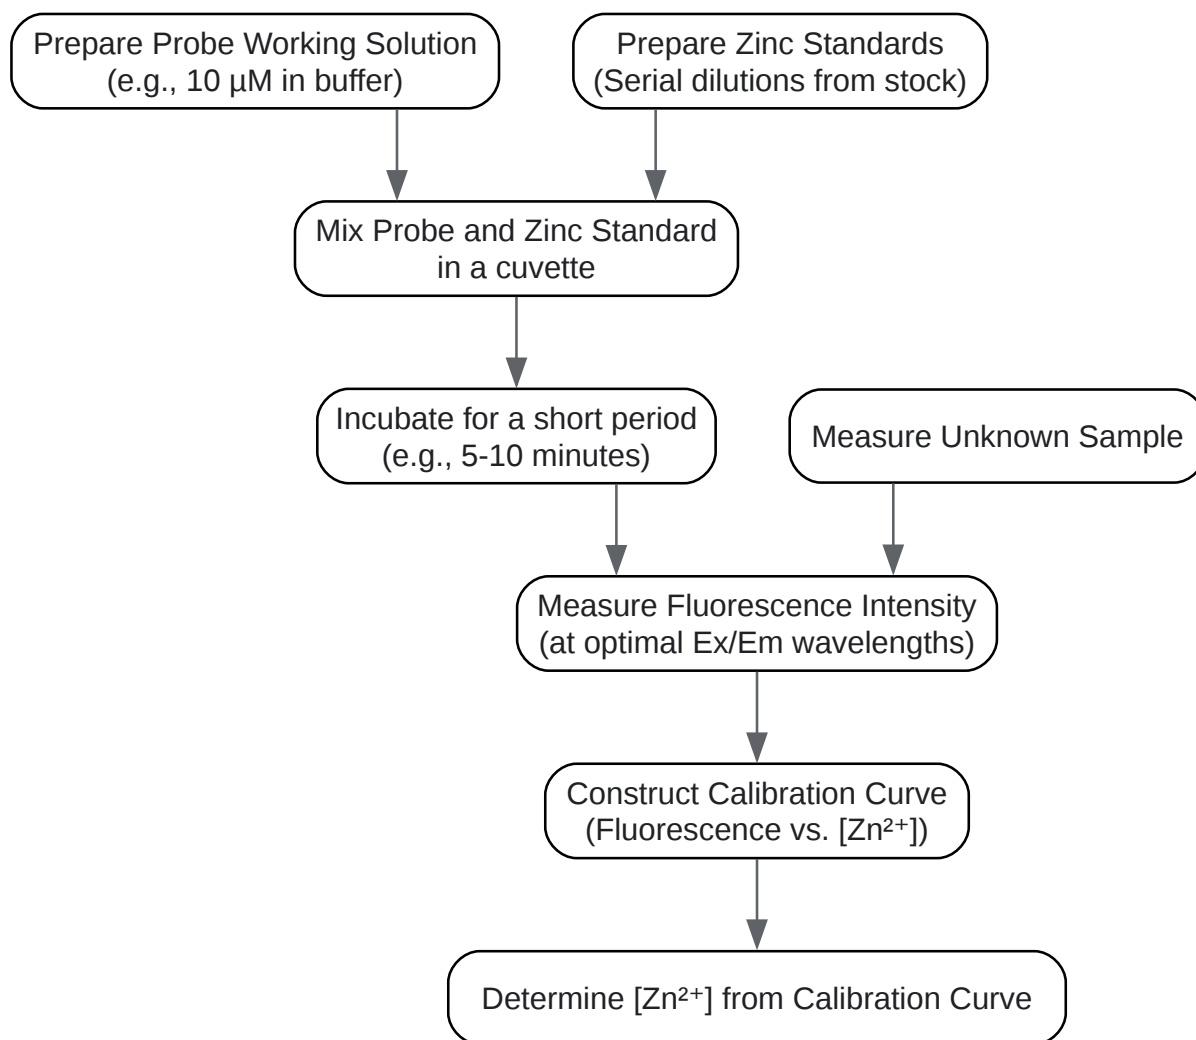 Prepare Probe Working Solution
(e.g., 10 µM in buffer)
Prepare Zinc Standards
(Serial dilutions from stock)
Mix Probe and Zinc Standard
in a cuvette
Incubate for a short period
(e.g., 5-10 minutes)
Measure Unknown Sample
Measure Fluorescence Intensity
(at optimal Ex/Em wavelengths)
Construct Calibration Curve
(Fluorescence vs. [Zn²⁺])
Determine [Zn²⁺] from Calibration Curve